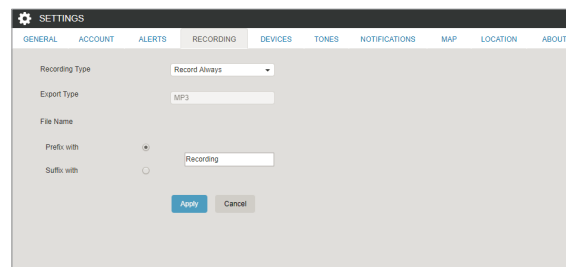 SETTINGS
GENERAL ACCOUNT ALERTS RECORDING DEVICES TONES NOTIFICATIONS MAP LOCATION ABOUT
Recording Type Record Always
Export Type MP3
File Name
Prefix with
Recording
Suffix with
Apply Cancel